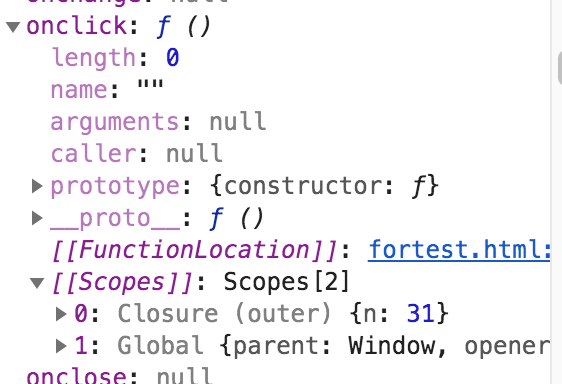 onchange: null
▼onclick: ƒ ()
length: 0
name: ""
arguments: null
caller: null
▶prototype: {constructor: ƒ}
▶__proto__: ƒ ()
[[FunctionLocation]]: fortest.html:
▼[[Scopes]]: Scopes[2]
▶0: Closure (outer) {n: 31}
▶1: Global {parent: Window, opener
onclose: null